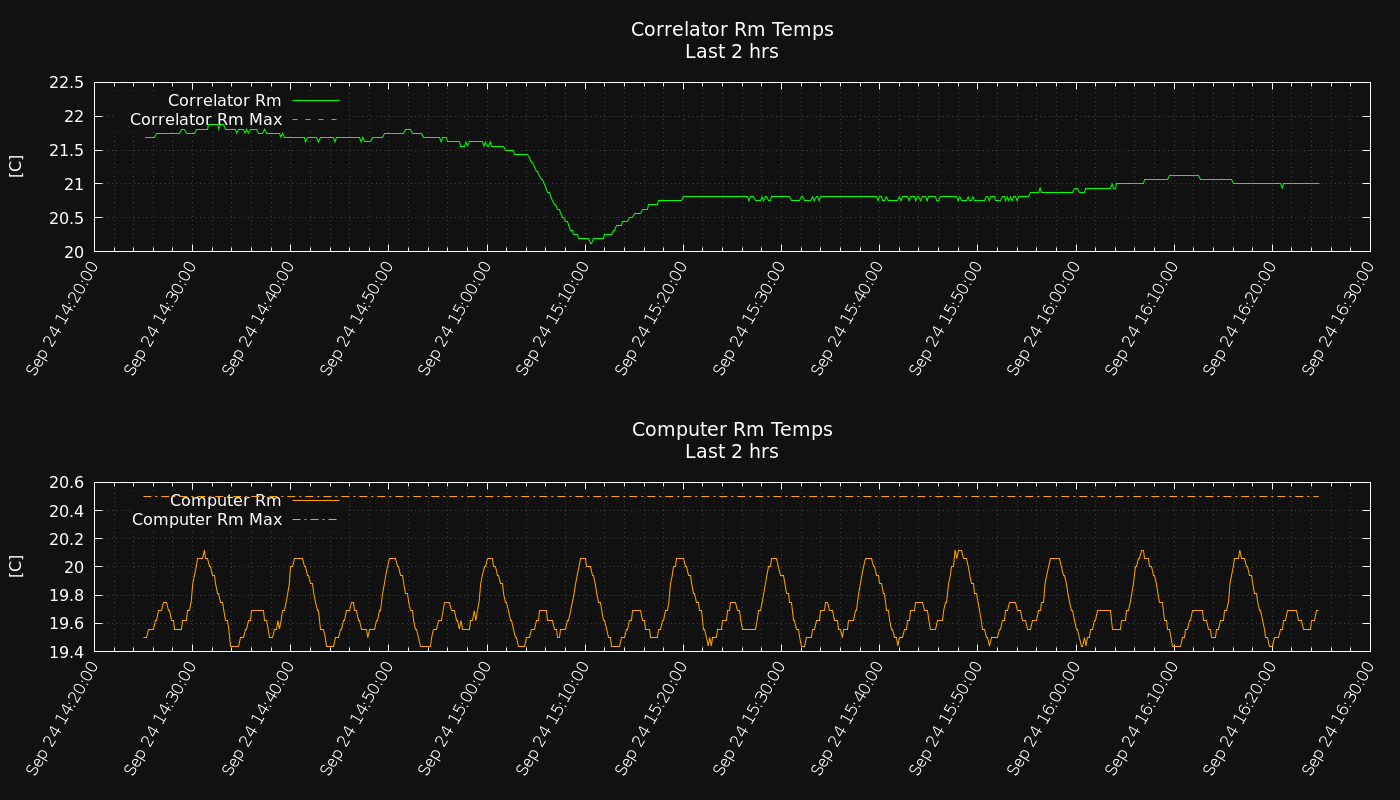 Correlator Rm Temps
Last 2 hrs
22.5
22
21.5
21
20.5
20
[C]
Correlator Rm
Correlator Rm Max
Sep 24 14:20:00
Sep 24 14:30:00
Sep 24 14:40:00
Sep 24 14:50:00
Sep 24 15:00:00
Sep 24 15:10:00
Sep 24 15:20:00
Sep 24 15:30:00
Sep 24 15:40:00
Sep 24 15:50:00
Sep 24 16:00:00
Sep 24 16:10:00
Sep 24 16:20:00
Sep 24 16:30:00
Computer Rm Temps
Last 2 hrs
20.6
20.4
20.2
20
19.8
19.6
19.4
[C]
Computer Rm
Computer Rm Max
Sep 24 14:20:00
Sep 24 14:30:00
Sep 24 14:40:00
Sep 24 14:50:00
Sep 24 15:00:00
Sep 24 15:10:00
Sep 24 15:20:00
Sep 24 15:30:00
Sep 24 15:40:00
Sep 24 15:50:00
Sep 24 16:00:00
Sep 24 16:10:00
Sep 24 16:20:00
Sep 24 16:30:00